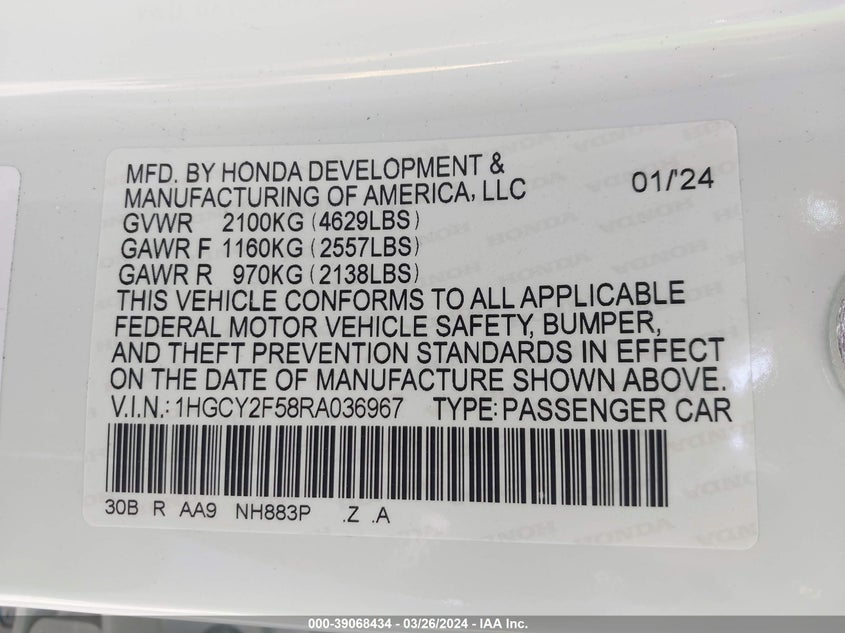 MFD. BY HONDA DEVELOPMENT &
MANUFACTURING OF AMERICA, LLC 01/'24
GVWR 2100KG (4629LBS)
GAWR F 1160KG (2557LBS)
GAWR R 970KG (2138LBS)
THIS VEHICLE CONFORMS TO ALL APPLICABLE
FEDERAL MOTOR VEHICLE SAFETY, BUMPER,
AND THEFT PREVENTION STANDARDS IN EFFECT
ON THE DATE OF MANUFACTURE SHOWN ABOVE.
V.I.N.: 1HGCY2F58RA036967 TYPE: PASSENGER CAR
30B R AA9 NH883P .Z .A
000-39068434 - 03/26/2024 - IAA Inc.